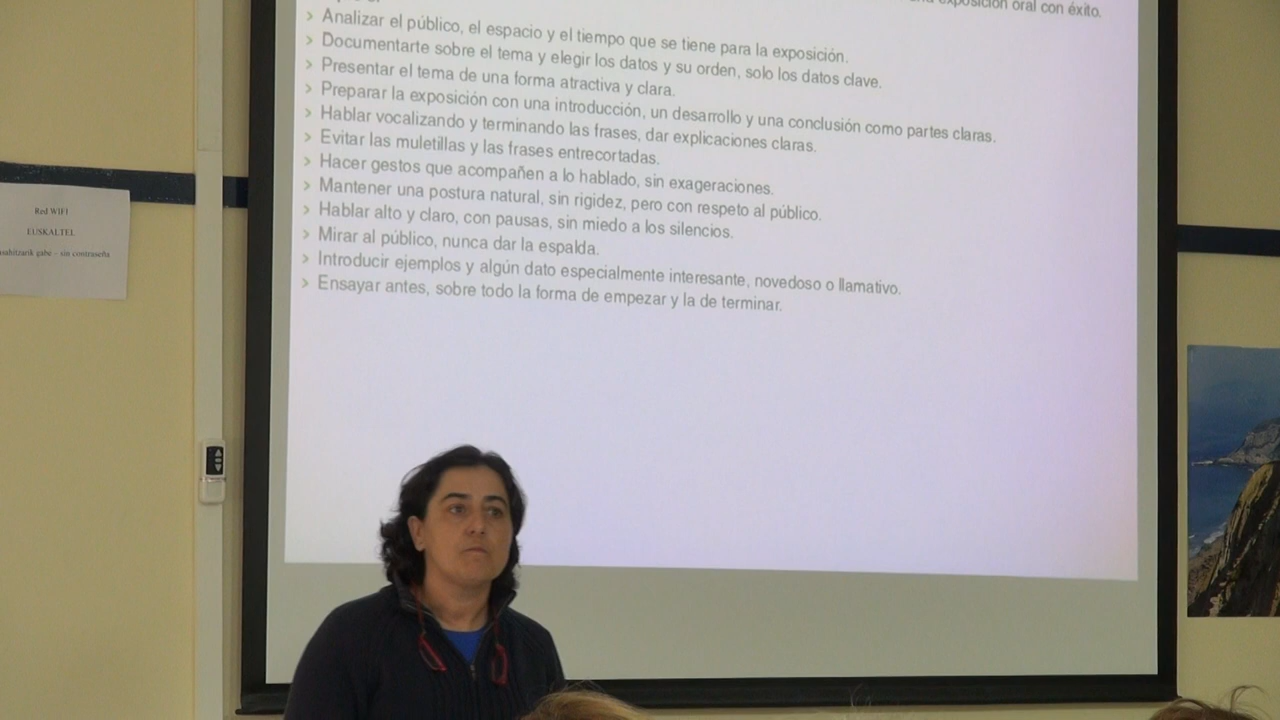 exposición oral con éxito.
> Analizar el público, el espacio y el tiempo que se tiene para la exposición.
> Documentarte sobre el tema y elegir los datos y su orden, solo los datos clave.
> Presentar el tema de una forma atractiva y clara.
> Preparar la exposición con una introducción, un desarrollo y una conclusión como partes claras.
> Hablar vocalizando y terminando las frases, dar explicaciones claras.
> Evitar las muletillas y las frases entrecortadas.
> Hacer gestos que acompañen a lo hablado, sin exageraciones.
> Mantener una postura natural, sin rigidez, pero con respeto al público.
> Hablar alto y claro, con pausas, sin miedo a los silencios.
> Mirar al público, nunca dar la espalda.
> Introducir ejemplos y algún dato especialmente interesante, novedoso o llamativo.
> Ensayar antes, sobre todo la forma de empezar y la de terminar.
Red WIFI
EUSKALTEL
gabe - sin contraseña